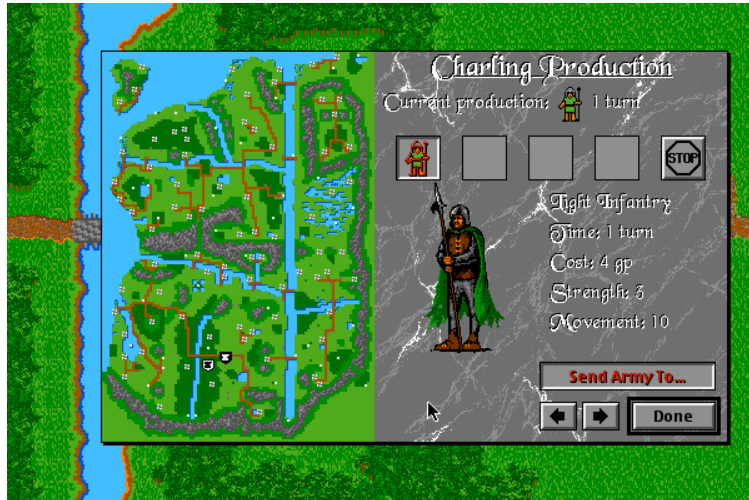 Charling Production
Current production: 1 turn
STOP
Light Infantry
Time: 1 turn
Cost: 4 gp
Strength: 3
Movement: 10
Send Army To...
Done